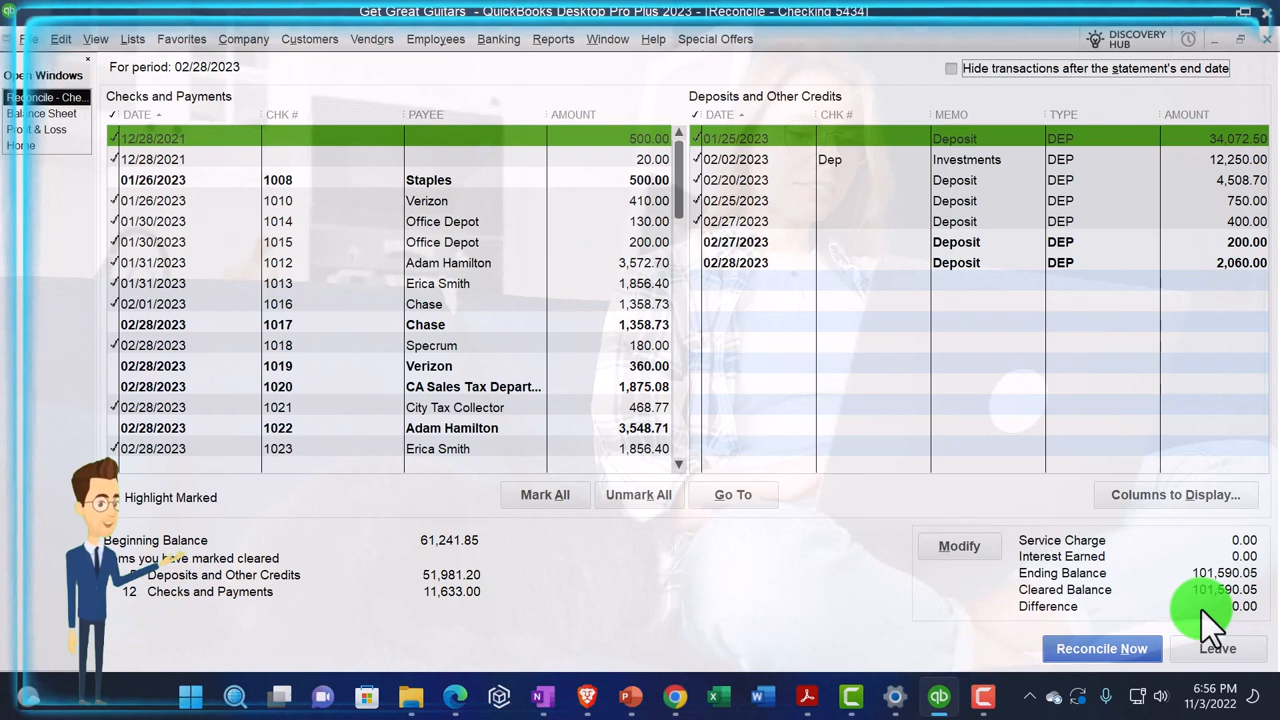 Get Great Guitars - QuickBooks Desktop Pro Plus 2023 - [Reconcile - Checking 5434]
File Edit View Lists Favorites Company Customers Vendors Employees Banking Reports Window Help Special Offers DISCOVERY HUB
Open Windows
Reconcile - Che...
Balance Sheet
Profit & Loss
Home
For period: 02/28/2023
Hide transactions after the statement's end date
Checks and Payments
✓ DATE CHK # PAYEE AMOUNT
✓ 12/28/2021 500.00
✓ 12/28/2021 20.00
01/26/2023 1008 Staples 500.00
✓ 01/26/2023 1010 Verizon 410.00
✓ 01/30/2023 1014 Office Depot 130.00
✓ 01/30/2023 1015 Office Depot 200.00
✓ 01/31/2023 1012 Adam Hamilton 3,572.70
✓ 01/31/2023 1013 Erica Smith 1,856.40
✓ 02/01/2023 1016 Chase 1,358.73
02/28/2023 1017 Chase 1,358.73
✓ 02/28/2023 1018 Specrum 180.00
02/28/2023 1019 Verizon 360.00
02/28/2023 1020 CA Sales Tax Depart... 1,875.08
✓ 02/28/2023 1021 City Tax Collector 468.77
02/28/2023 1022 Adam Hamilton 3,548.71
✓ 02/28/2023 1023 Erica Smith 1,856.40
Deposits and Other Credits
✓ DATE CHK # MEMO TYPE AMOUNT
✓ 01/25/2023 Deposit DEP 34,072.50
✓ 02/02/2023 Dep Investments DEP 12,250.00
✓ 02/20/2023 Deposit DEP 4,508.70
✓ 02/25/2023 Deposit DEP 750.00
✓ 02/27/2023 Deposit DEP 400.00
02/27/2023 Deposit DEP 200.00
02/28/2023 Deposit DEP 2,060.00
Highlight Marked
Mark All Unmark All Go To Columns to Display...
Beginning Balance 61,241.85
have marked cleared
Deposits and Other Credits 51,981.20
12 Checks and Payments 11,633.00
Modify
Service Charge 0.00
Interest Earned 0.00
Ending Balance 101,590.05
Cleared Balance 101,590.05
Difference 0.00
Reconcile Now Leave
6:56 PM
11/3/2022